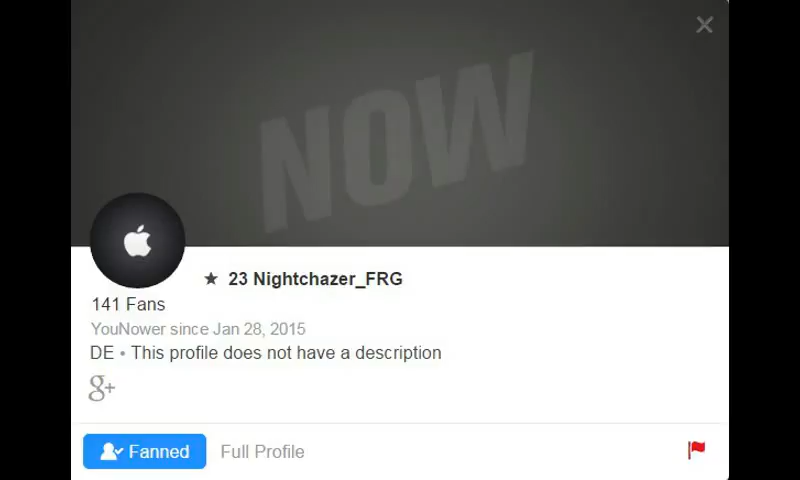 NOW
★ 23 Nightchazer_FRG
141 Fans
YouNower since Jan 28, 2015
DE • This profile does not have a description
g+
Fanned
Full Profile